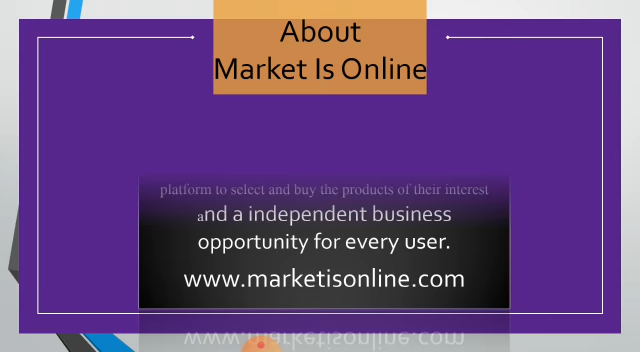 About
Market Is Online
platform to select and buy the products of their interest
and a independent business
opportunity for every user.
www.marketisonline.com